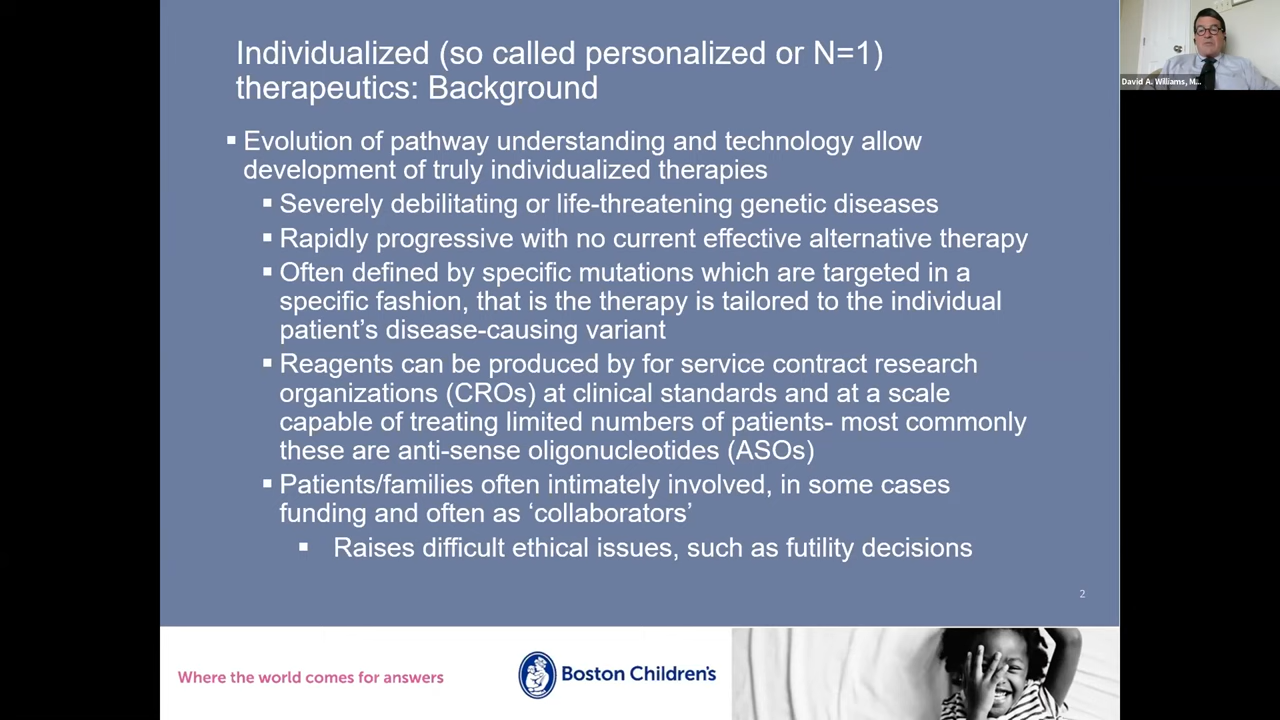 Individualized (so called personalized or N=1)
therapeutics: Background
▪ Evolution of pathway understanding and technology allow
development of truly individualized therapies
▪ Severely debilitating or life-threatening genetic diseases
▪ Rapidly progressive with no current effective alternative therapy
▪ Often defined by specific mutations which are targeted in a
specific fashion, that is the therapy is tailored to the individual
patient’s disease-causing variant
▪ Reagents can be produced by for service contract research
organizations (CROs) at clinical standards and at a scale
capable of treating limited numbers of patients- most commonly
these are anti-sense oligonucleotides (ASOs)
▪ Patients/families often intimately involved, in some cases
funding and often as ‘collaborators’
▪ Raises difficult ethical issues, such as futility decisions
2
Where the world comes for answers
Boston Children's
David A. Williams, M...